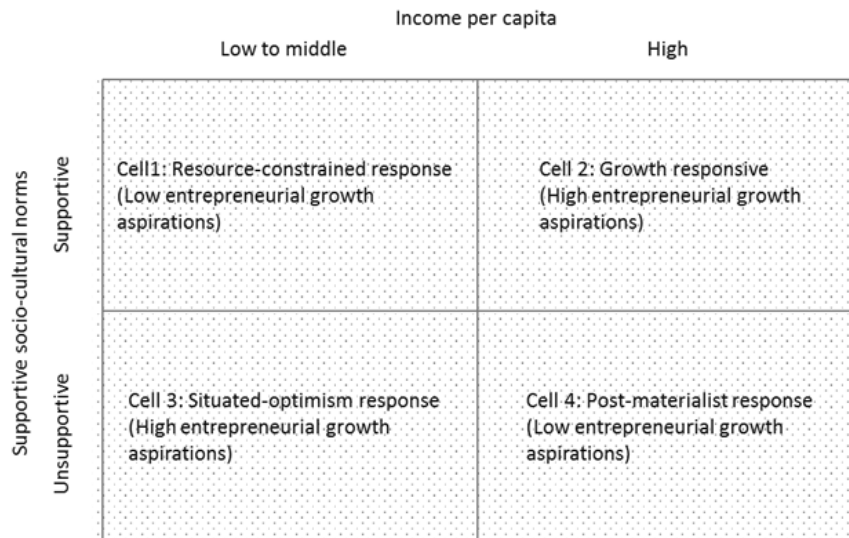 Income per capita
Low to middle
High
Supportive socio-cultural norms
Supportive
Cell1: Resource-constrained response
(Low entrepreneurial growth
aspirations)
Cell 2: Growth responsive
(High entrepreneurial growth
aspirations)
Unsupportive
Cell 3: Situated-optimism response
(High entrepreneurial growth
aspirations)
Cell 4: Post-materialist response
(Low entrepreneurial growth
aspirations)